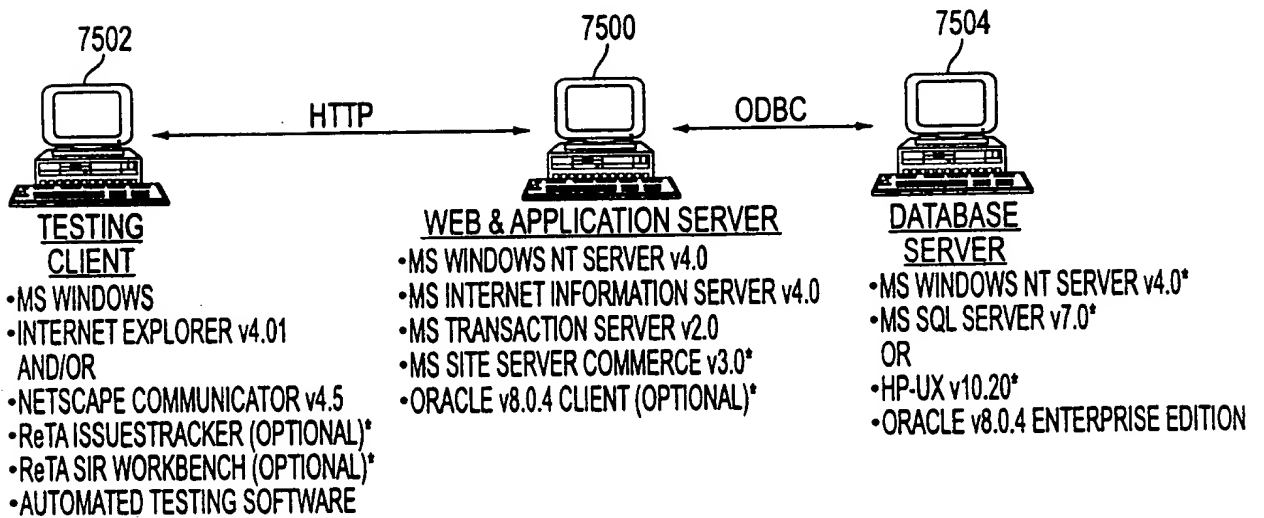 7502
7500
7504
HTTP
ODBC
TESTING
CLIENT
•MS WINDOWS
•INTERNET EXPLORER v4.01
AND/OR
•NETSCAPE COMMUNICATOR v4.5
•ReTA ISSUESTRACKER (OPTIONAL)*
•ReTA SIR WORKBENCH (OPTIONAL)*
•AUTOMATED TESTING SOFTWARE
WEB & APPLICATION SERVER
•MS WINDOWS NT SERVER v4.0
•MS INTERNET INFORMATION SERVER v4.0
•MS TRANSACTION SERVER v2.0
•MS SITE SERVER COMMERCE v3.0*
•ORACLE v8.0.4 CLIENT (OPTIONAL)*
DATABASE
SERVER
•MS WINDOWS NT SERVER v4.0*
•MS SQL SERVER v7.0*
OR
•HP-UX v10.20*
•ORACLE v8.0.4 ENTERPRISE EDITION